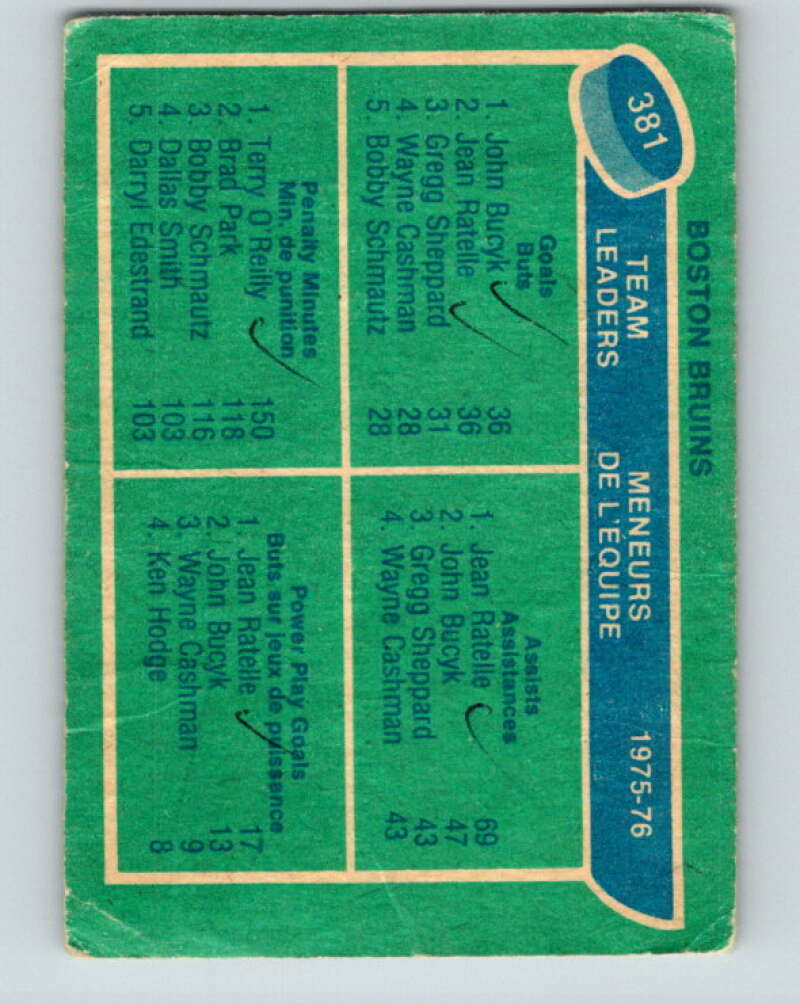 BOSTON BRUINS
381
TEAM LEADERS
MENEURS DE L'ÉQUIPE
1975-76
Goals
Buts
1. John Bucyk 36
2. Jean Ratelle 36
3. Gregg Sheppard 31
4. Wayne Cashman 28
5. Bobby Schmautz 28
Assists
Assistances
1. Jean Ratelle 69
2. John Bucyk 47
3. Gregg Sheppard 43
4. Wayne Cashman 43
Penalty Minutes
Min. de punition
1. Terry O'Reilly 150
2. Brad Park 118
3. Bobby Schmautz 116
4. Dallas Smith 103
5. Darryl Edestrand 103
Power Play Goals
Buts sur jeux de puissance
1. Jean Ratelle 17
2. John Bucyk 13
3. Wayne Cashman 9
4. Ken Hodge 8